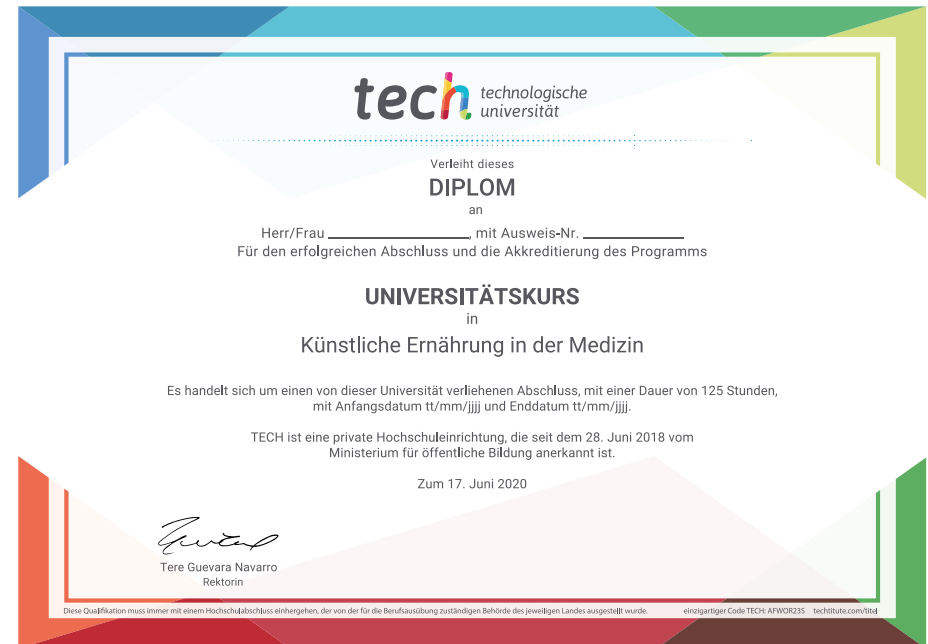 tech technologische
universität
Verleiht dieses
DIPLOM
an
Herr/Frau ____________, mit Ausweis-Nr. ____________
Für den erfolgreichen Abschluss und die Akkreditierung des Programms
UNIVERSITÄTSKURS
in
Künstliche Ernährung in der Medizin
Es handelt sich um einen von dieser Universität verliehenen Abschluss, mit einer Dauer von 125 Stunden,
mit Anfangsdatum tt/mm/jjjj und Enddatum tt/mm/jjjj.
TECH ist eine private Hochschuleinrichtung, die seit dem 28. Juni 2018 vom
Ministerium für öffentliche Bildung anerkannt ist.
Zum 17. Juni 2020
Tere Guevara Navarro
Rektorin
Diese Qualifikation muss immer mit einem Hochschulabschluss einhergehen, der von der für die Berufsausübung zuständigen Behörde des jeweiligen Landes ausgestellt wurde. einzigartiger Code TECH: AFWOR23S techtitute.com/titel